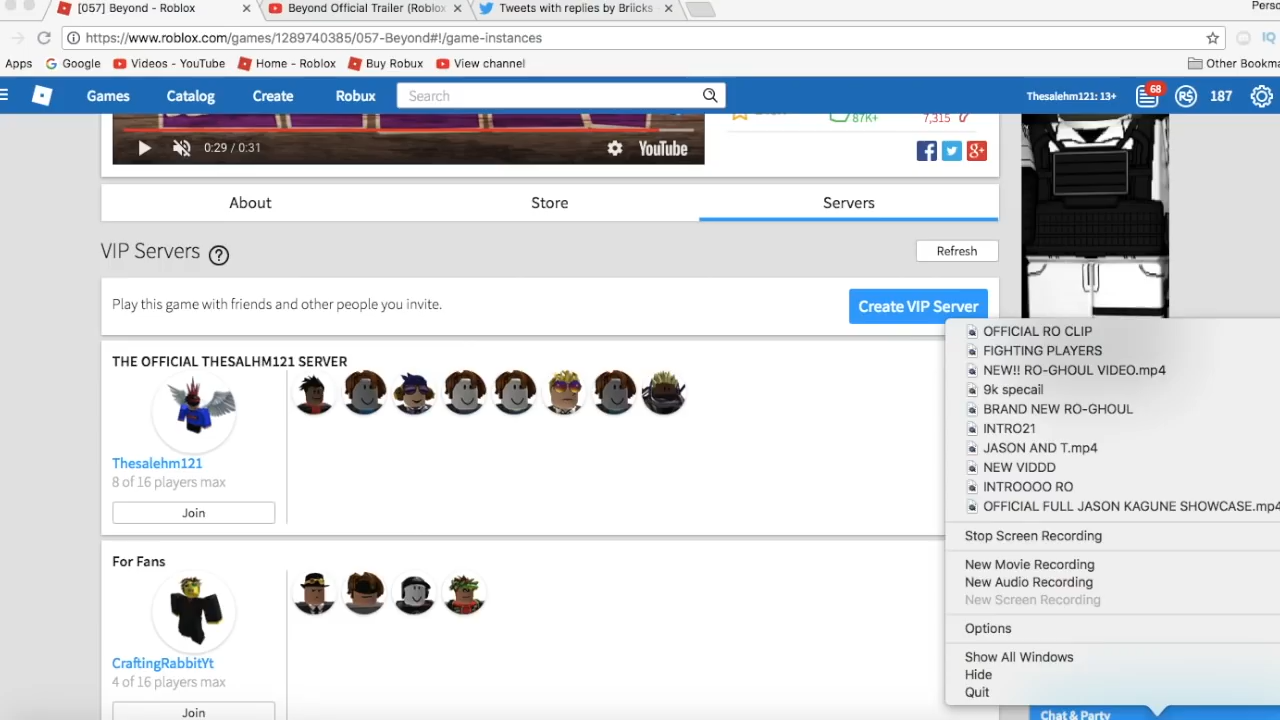 [057] Beyond - Roblox
Beyond Official Trailer (Roblox
Tweets with replies by Briicks
Perso
https://www.roblox.com/games/1289740385/057-Beyond#!/game-instances
Apps
Google
Videos - YouTube
Home - Roblox
Buy Robux
View channel
Other Bookma
Games
Catalog
Create
Robux
Search
Thesalehm121: 13+
68
R$
187
87K+
7,315
0:29 / 0:31
YouTube
About
Store
Servers
VIP Servers
Refresh
Play this game with friends and other people you invite.
Create VIP Server
THE OFFICIAL THESALHM121 SERVER
Thesalehm121
8 of 16 players max
Join
For Fans
CraftingRabbitYt
4 of 16 players max
Join
OFFICIAL RO CLIP
FIGHTING PLAYERS
NEW!! RO-GHOUL VIDEO.mp4
9k specail
BRAND NEW RO-GHOUL
INTRO21
JASON AND T.mp4
NEW VIDDD
INTROOOO RO
OFFICIAL FULL JASON KAGUNE SHOWCASE.mp4
Stop Screen Recording
New Movie Recording
New Audio Recording
New Screen Recording
Options
Show All Windows
Hide
Quit
Chat & Party